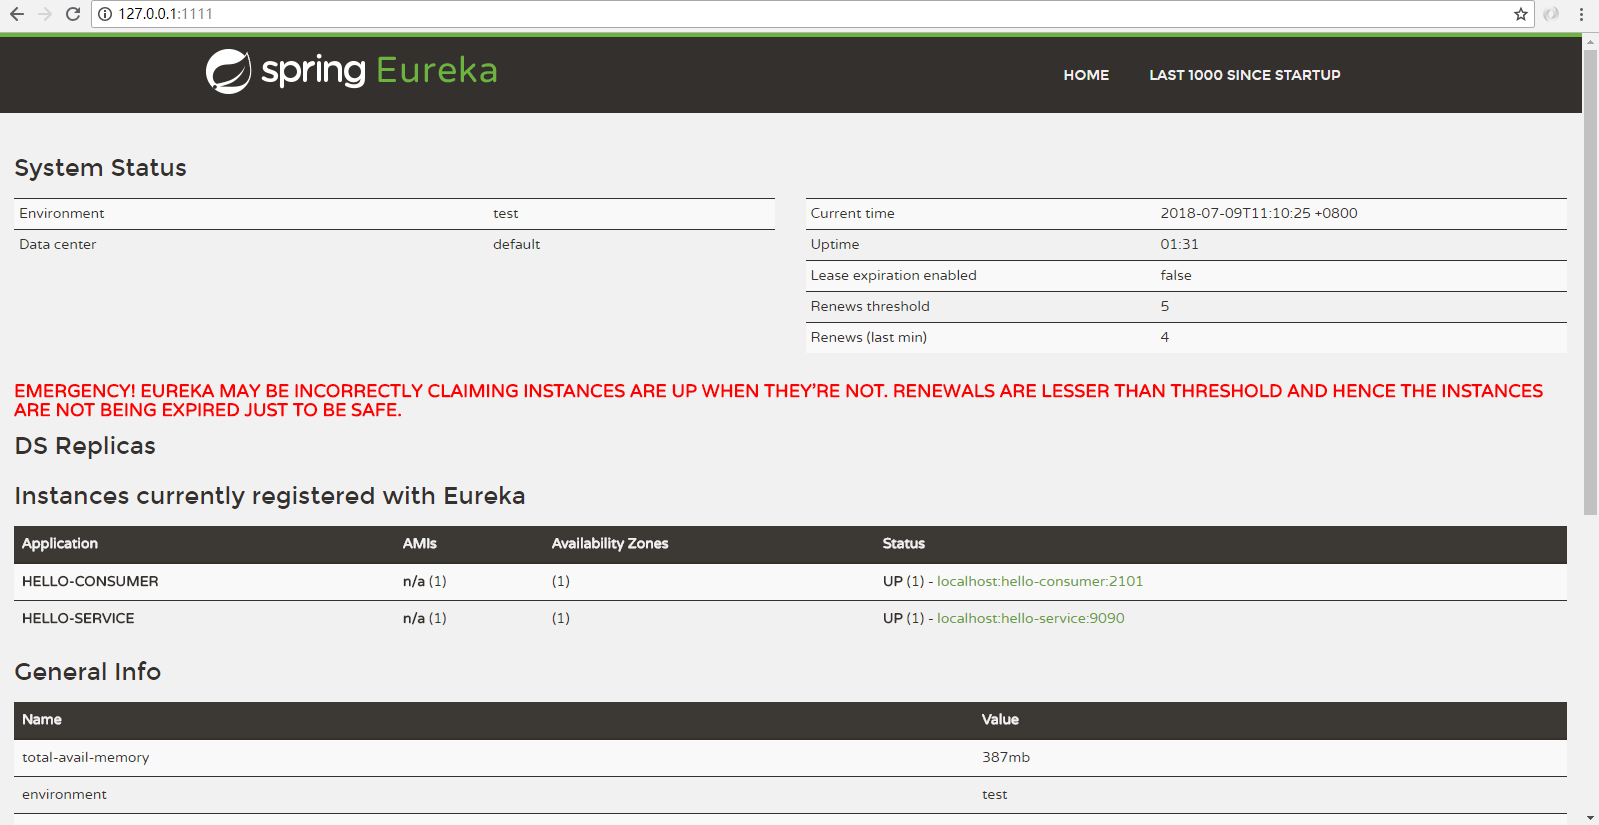 127.0.0.1:1111
spring Eureka
HOME LAST 1000 SINCE STARTUP
System Status
Environment test
Data center default
Current time 2018-07-09T11:10:25 +0800
Uptime 01:31
Lease expiration enabled false
Renews threshold 5
Renews (last min) 4
EMERGENCY! EUREKA MAY BE INCORRECTLY CLAIMING INSTANCES ARE UP WHEN THEY'RE NOT. RENEWALS ARE LESSER THAN THRESHOLD AND HENCE THE INSTANCES
ARE NOT BEING EXPIRED JUST TO BE SAFE.
DS Replicas
Instances currently registered with Eureka
Application AMIs Availability Zones Status
HELLO-CONSUMER n/a (1) (1) UP (1) - localhost:hello-consumer:2101
HELLO-SERVICE n/a (1) (1) UP (1) - localhost:hello-service:9090
General Info
Name Value
total-avail-memory 387mb
environment test